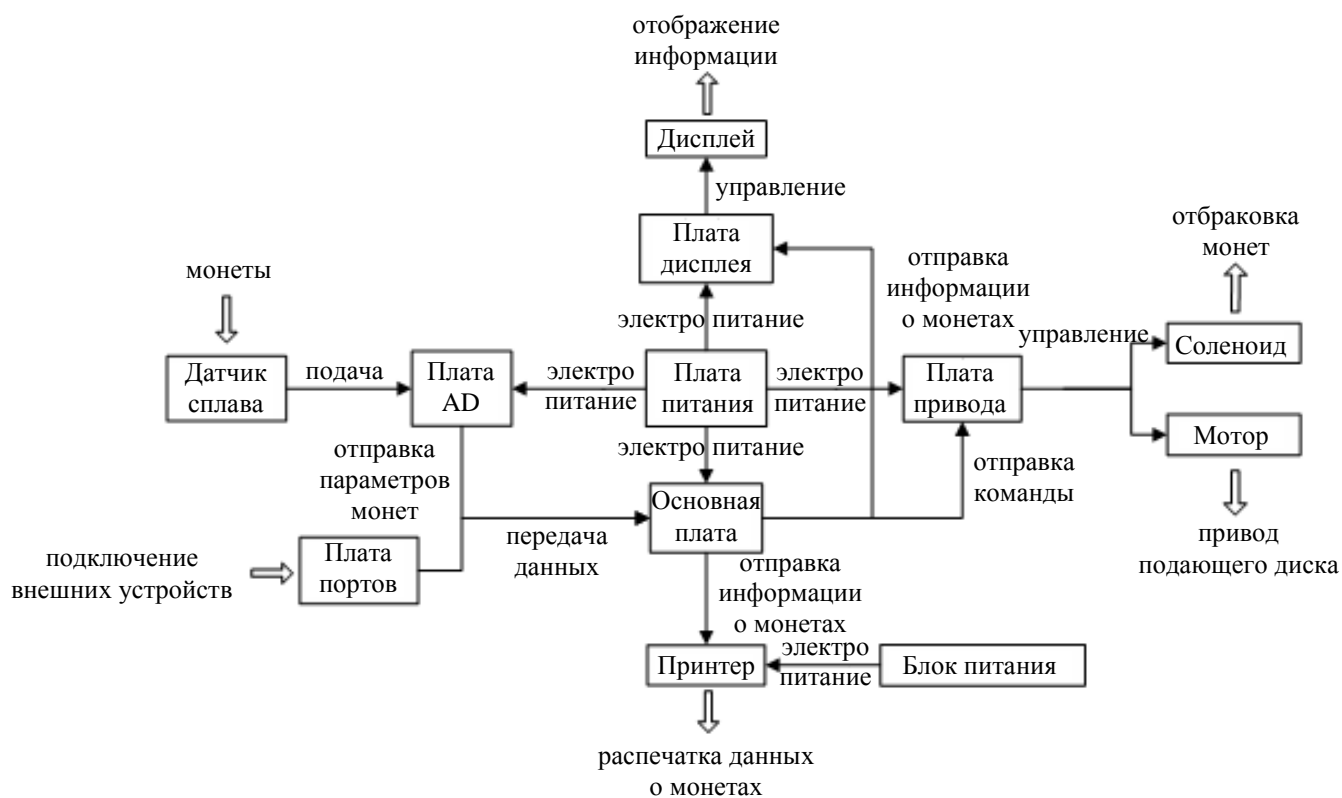 отображение
информации
Дисплей
управление
Плата
дисплея
отбраковка
монет
монеты
отправка
информации
о монетах
электро питание
управление
Соленоид
Датчик
сплава
подача
Плата
AD
электро
питание
Плата
питания
электро
питание
Плата
привода
Мотор
электро питание
отправка
параметров
монет
отправка
команды
Основная
плата
передача
данных
привод
подающего диска
подключение
внешних устройств
Плата
портов
отправка
информации
о монетах
Принтер
электро
питание
Блок питания
распечатка данных
о монетах